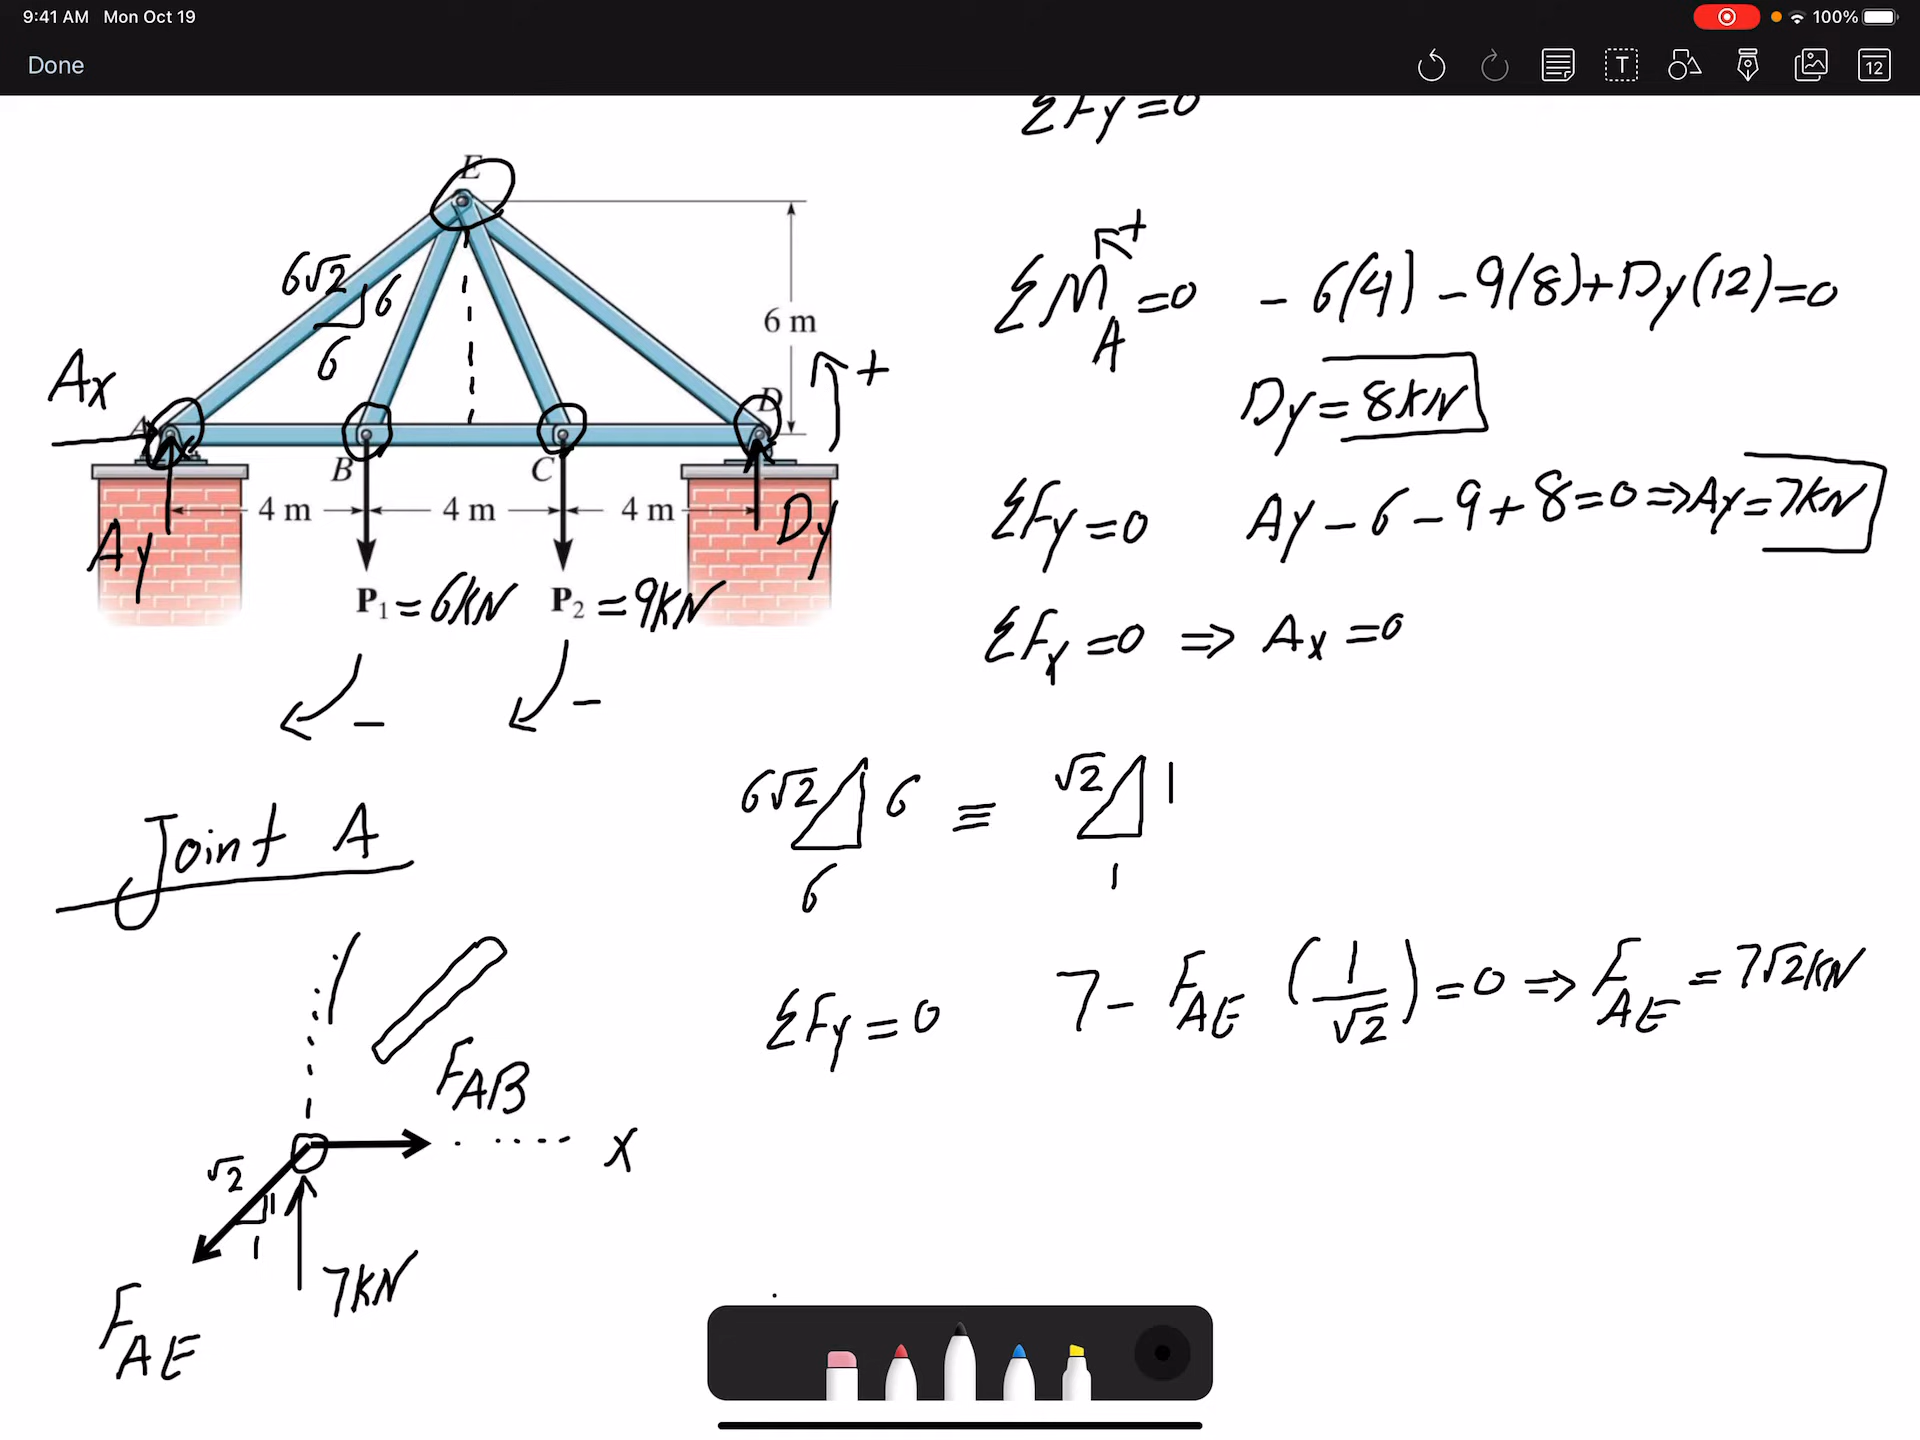 9:41 AM Mon Oct 19
100%
Done
T
12
ΣFy=0
E
6√2
6
6
6 m
+
Ax
A
B
C
D
4 m
4 m
4 m
Ay
Dy
P₁=6KN
P₂=9KN
−
−
+
ΣM_A=0 -6(4)-9(8)+Dy(12)=0
Dy=8KN
ΣFy=0 Ay-6-9+8=0⇒Ay=7KN
ΣFx=0 ⇒ Ax=0
6√2 6 ≡ √2 1
6 1
Joint A
ΣFy=0 7-F_AE(1/√2)=0⇒F_AE=7√2KN
F_AB
X
√2
1
1
7KN
F_AE